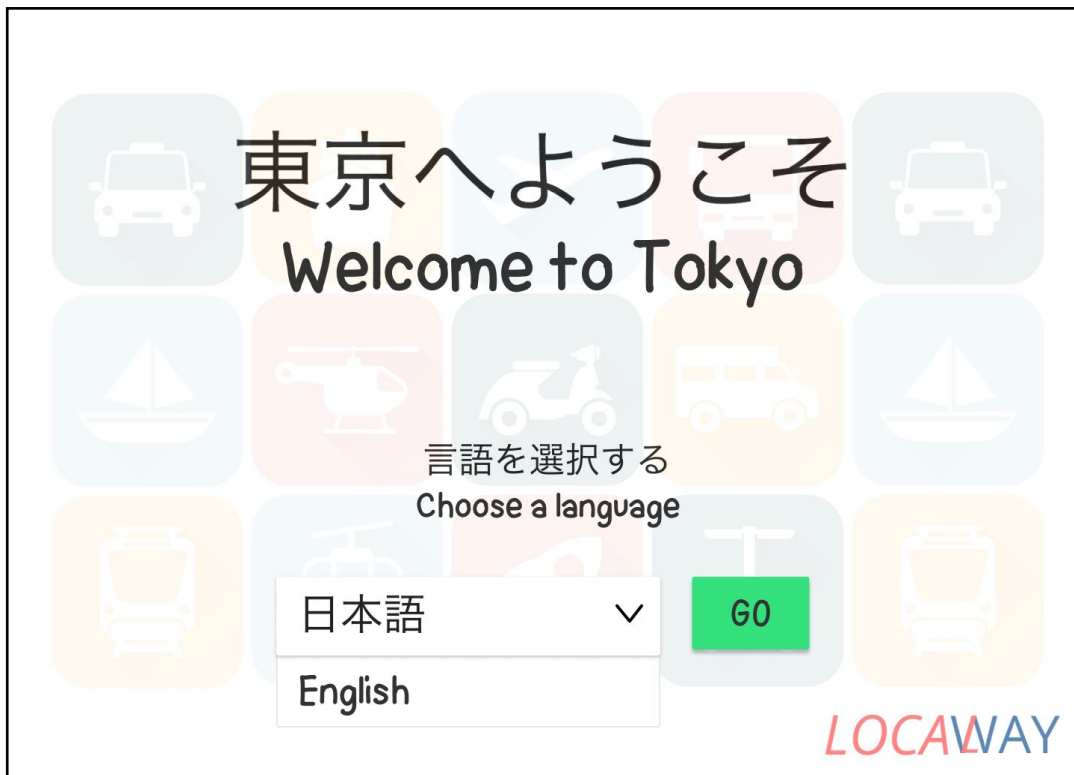 東京へようこそ
Welcome to Tokyo
言語を選択する
Choose a language
日本語
GO
English
LOCALWAY